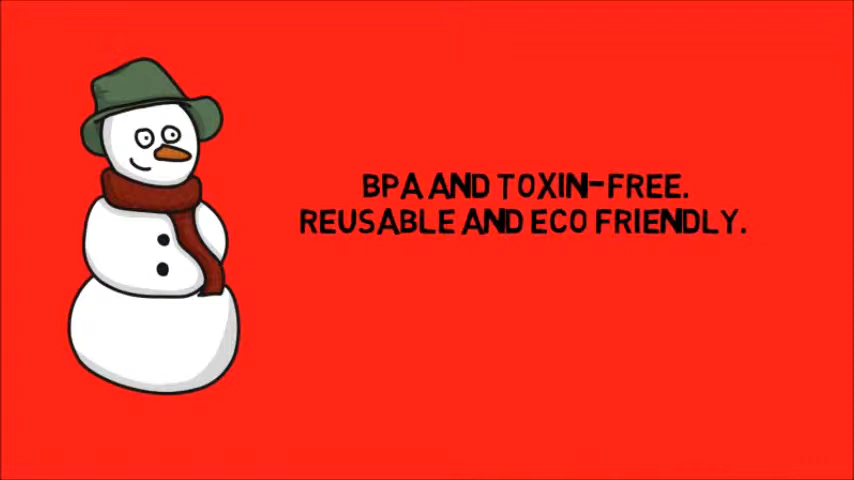 BPA AND TOXIN-FREE.
REUSABLE AND ECO FRIENDLY.